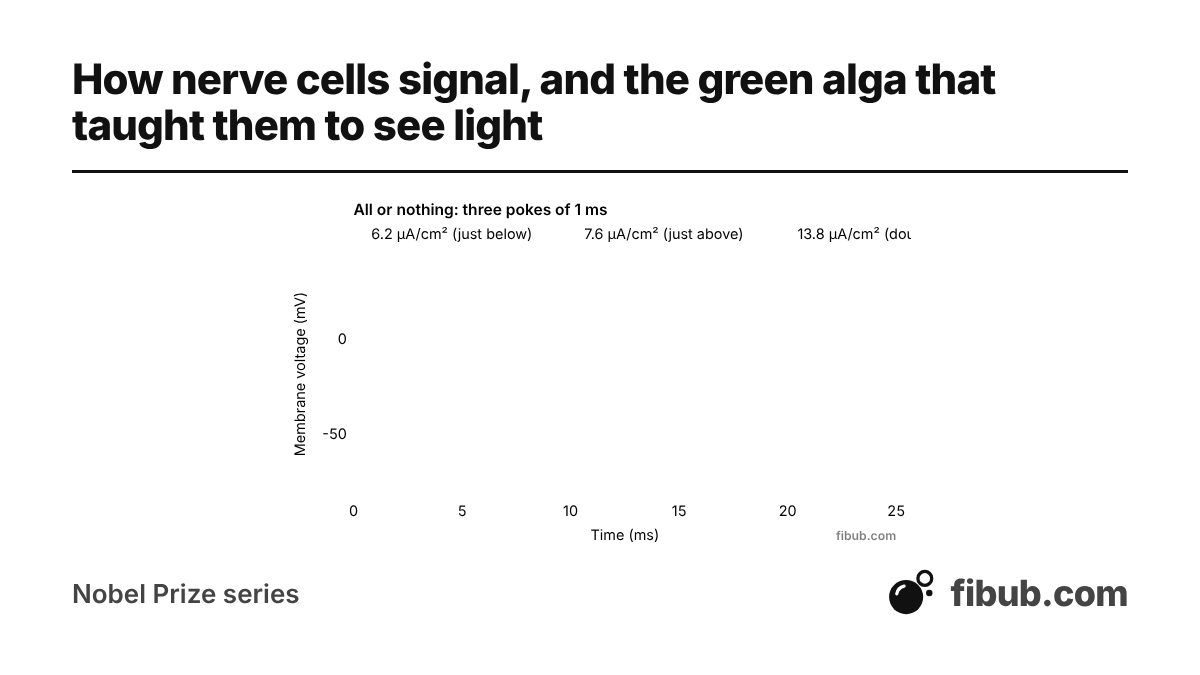 How nerve cells signal, and the green alga that
taught them to see light
All or nothing: three pokes of 1 ms
6.2 µA/cm² (just below) 7.6 µA/cm² (just above) 13.8 µA/cm²
Membrane voltage (mV)
0
-50
0 5 10 15 20 25
Time (ms)
fibub.com
Nobel Prize series
fibub.com